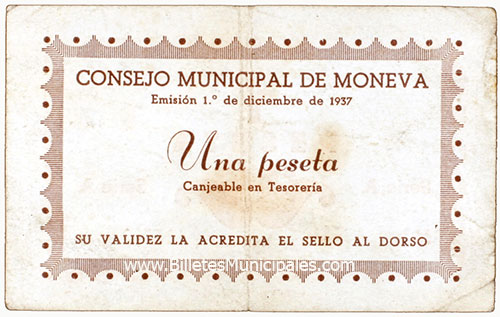 CONSEJO MUNICIPAL DE MONEVA
Emisión 1.º de diciembre de 1937
Una peseta
Canjeable en Tesorería
SU VALIDEZ LA ACREDITA EL SELLO AL DORSO
www.BilletesMunicipales.com